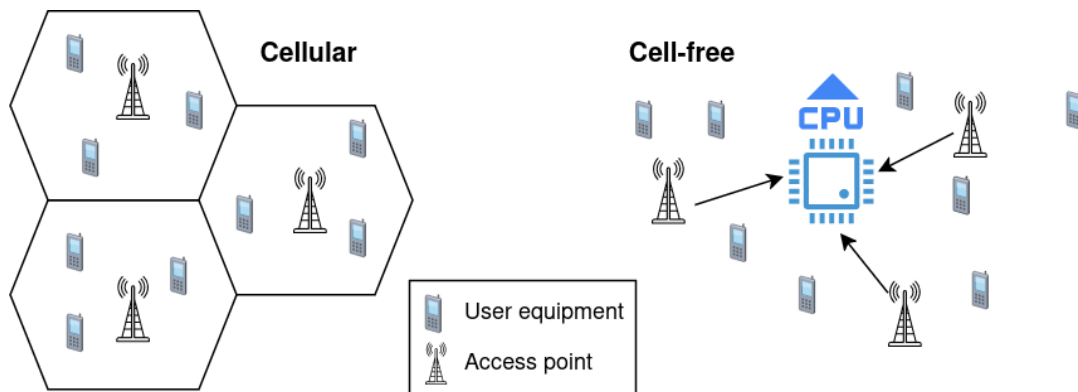 Cellular
Cell-free
CPU
User equipment
Access point